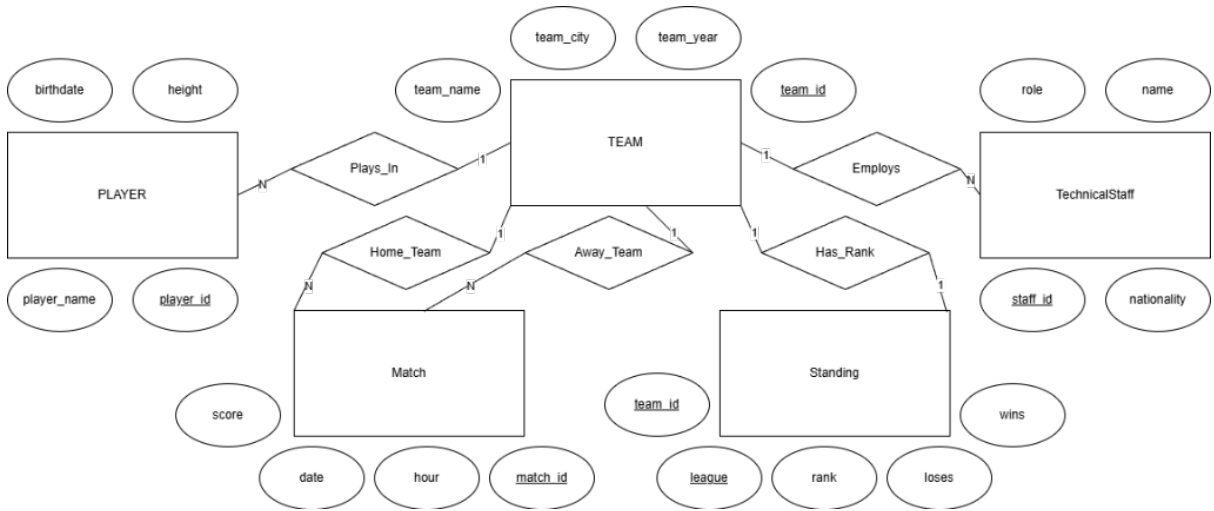 team_city
team_year
birthdate
height
team_name
team_id
role
name
TEAM
PLAYER
N
Plays_In
1
1
Employs
N
TechnicalStaff
Home_Team
1
N
Away_Team
1
N
1
Has_Rank
1
player_name
player_id
staff_id
nationality
Match
Standing
score
team_id
wins
date
hour
match_id
league
rank
loses